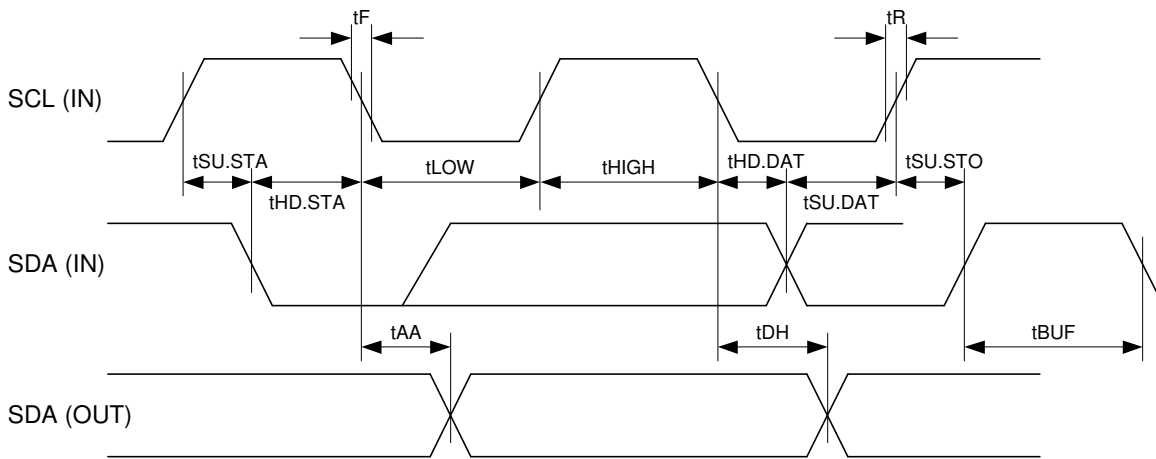 tF
tR
SCL (IN)
tSU.STA
tLOW
tHIGH
tHD.DAT
tSU.STO
tHD.STA
tSU.DAT
SDA (IN)
tAA
tDH
tBUF
SDA (OUT)